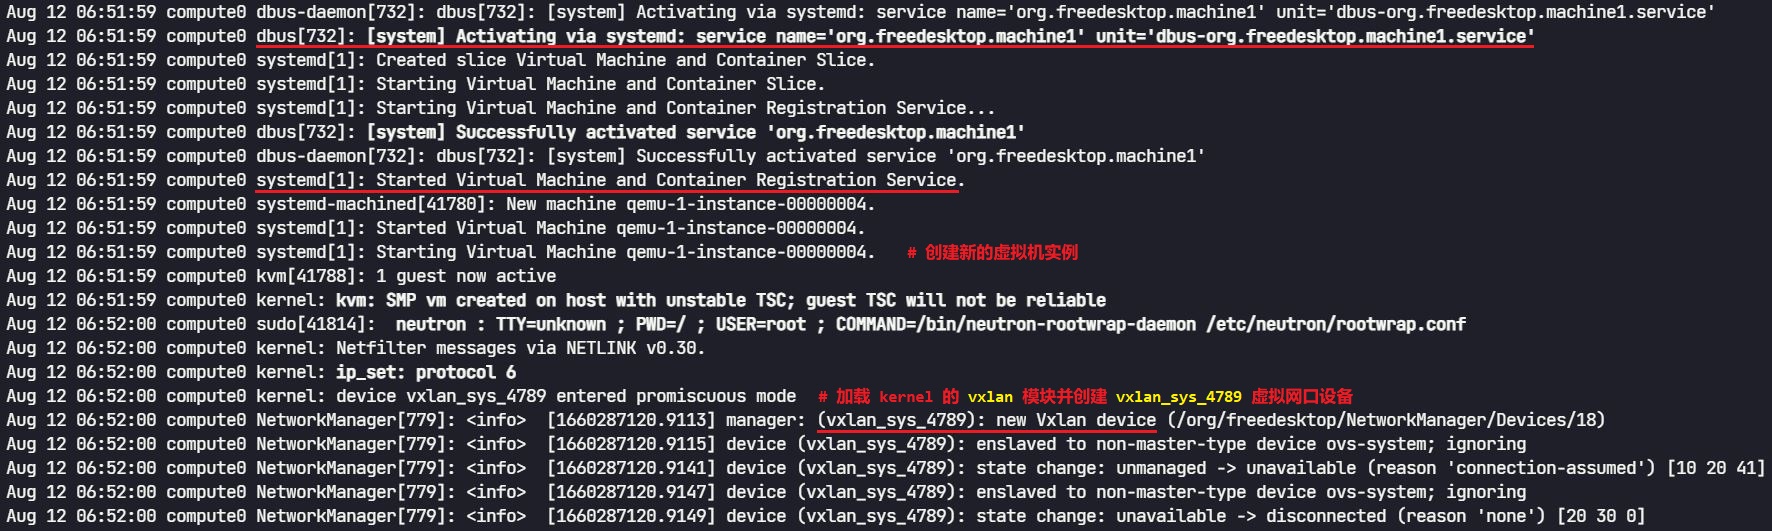 Aug 12 06:51:59 compute0 dbus-daemon[732]: dbus[732]: [system] Activating via systemd: service name='org.freedesktop.machine1' unit='dbus-org.freedesktop.machine1.service'
Aug 12 06:51:59 compute0 dbus[732]: [system] Activating via systemd: service name='org.freedesktop.machine1' unit='dbus-org.freedesktop.machine1.service'
Aug 12 06:51:59 compute0 systemd[1]: Created slice Virtual Machine and Container Slice.
Aug 12 06:51:59 compute0 systemd[1]: Starting Virtual Machine and Container Slice.
Aug 12 06:51:59 compute0 systemd[1]: Starting Virtual Machine and Container Registration Service...
Aug 12 06:51:59 compute0 dbus[732]: [system] Successfully activated service 'org.freedesktop.machine1'
Aug 12 06:51:59 compute0 dbus-daemon[732]: dbus[732]: [system] Successfully activated service 'org.freedesktop.machine1'
Aug 12 06:51:59 compute0 systemd[1]: Started Virtual Machine and Container Registration Service.
Aug 12 06:51:59 compute0 systemd-machined[41780]: New machine qemu-1-instance-00000004.
Aug 12 06:51:59 compute0 systemd[1]: Started Virtual Machine qemu-1-instance-00000004.
Aug 12 06:51:59 compute0 systemd[1]: Starting Virtual Machine qemu-1-instance-00000004. # 创建新的虚拟机实例
Aug 12 06:51:59 compute0 kvm[41788]: 1 guest now active
Aug 12 06:51:59 compute0 kernel: kvm: SMP vm created on host with unstable TSC; guest TSC will not be reliable
Aug 12 06:52:00 compute0 sudo[41814]:  neutron : TTY=unknown ; PWD=/ ; USER=root ; COMMAND=/bin/neutron-rootwrap-daemon /etc/neutron/rootwrap.conf
Aug 12 06:52:00 compute0 kernel: Netfilter messages via NETLINK v0.30.
Aug 12 06:52:00 compute0 kernel: ip_set: protocol 6
Aug 12 06:52:00 compute0 kernel: device vxlan_sys_4789 entered promiscuous mode # 加载 kernel 的 vxlan 模块并创建 vxlan_sys_4789 虚拟网口设备
Aug 12 06:52:00 compute0 NetworkManager[779]: <info>  [1660287120.9113] manager: (vxlan_sys_4789): new Vxlan device (/org/freedesktop/NetworkManager/Devices/18)
Aug 12 06:52:00 compute0 NetworkManager[779]: <info>  [1660287120.9115] device (vxlan_sys_4789): enslaved to non-master-type device ovs-system; ignoring
Aug 12 06:52:00 compute0 NetworkManager[779]: <info>  [1660287120.9141] device (vxlan_sys_4789): state change: unmanaged -> unavailable (reason 'connection-assumed') [10 20 41]
Aug 12 06:52:00 compute0 NetworkManager[779]: <info>  [1660287120.9147] device (vxlan_sys_4789): enslaved to non-master-type device ovs-system; ignoring
Aug 12 06:52:00 compute0 NetworkManager[779]: <info>  [1660287120.9149] device (vxlan_sys_4789): state change: unavailable -> disconnected (reason 'none') [20 30 0]